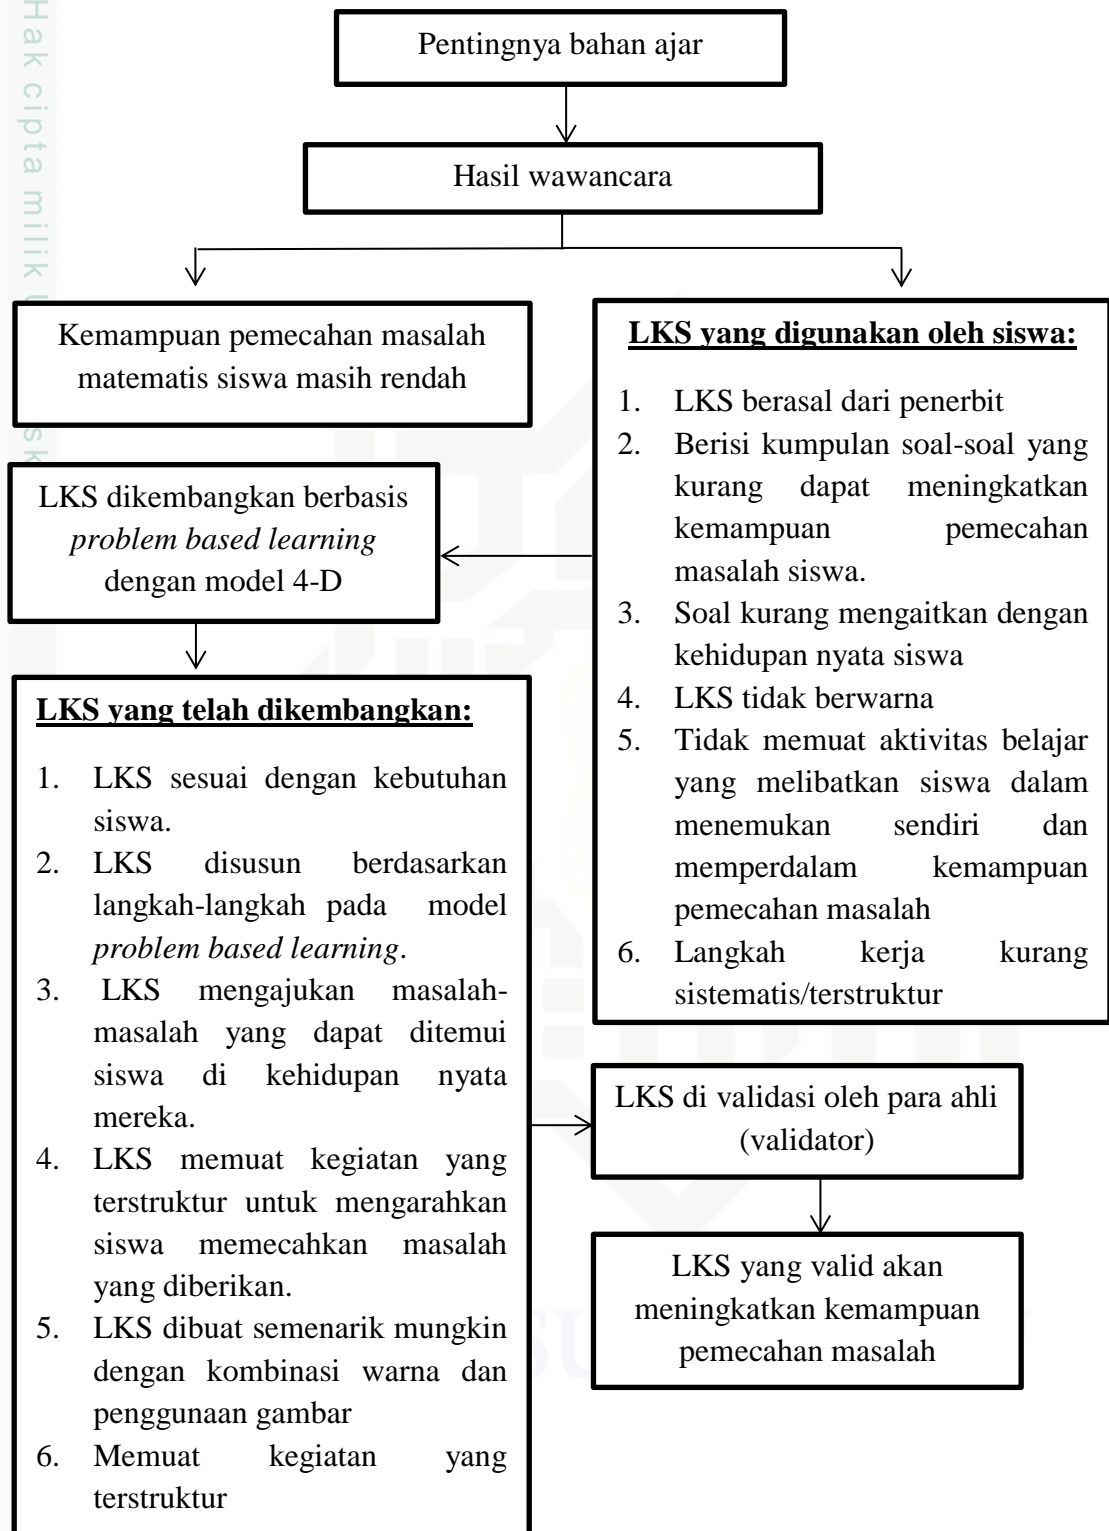 Hak cipta milik
Pentingnya bahan ajar
Hasil wawancara
Kemampuan pemecahan masalah
matematis siswa masih rendah
LKS yang digunakan oleh siswa:
1. LKS berasal dari penerbit
2. Berisi kumpulan soal-soal yang
kurang dapat meningkatkan
kemampuan pemecahan
masalah siswa.
3. Soal kurang mengaitkan dengan
kehidupan nyata siswa
4. LKS tidak berwarna
5. Tidak memuat aktivitas belajar
yang melibatkan siswa dalam
menemukan sendiri dan
memperdalam kemampuan
pemecahan masalah
6. Langkah kerja kurang
sistematis/terstruktur
LKS dikembangkan berbasis
problem based learning
dengan model 4-D
LKS yang telah dikembangkan:
1. LKS sesuai dengan kebutuhan
siswa.
2. LKS disusun berdasarkan
langkah-langkah pada model
problem based learning.
3. LKS mengajukan masalah-
masalah yang dapat ditemui
siswa di kehidupan nyata
mereka.
4. LKS memuat kegiatan yang
terstruktur untuk mengarahkan
siswa memecahkan masalah
yang diberikan.
5. LKS dibuat semenarik mungkin
dengan kombinasi warna dan
penggunaan gambar
6. Memuat kegiatan yang
terstruktur
LKS di validasi oleh para ahli
(validator)
LKS yang valid akan
meningkatkan kemampuan
pemecahan masalah